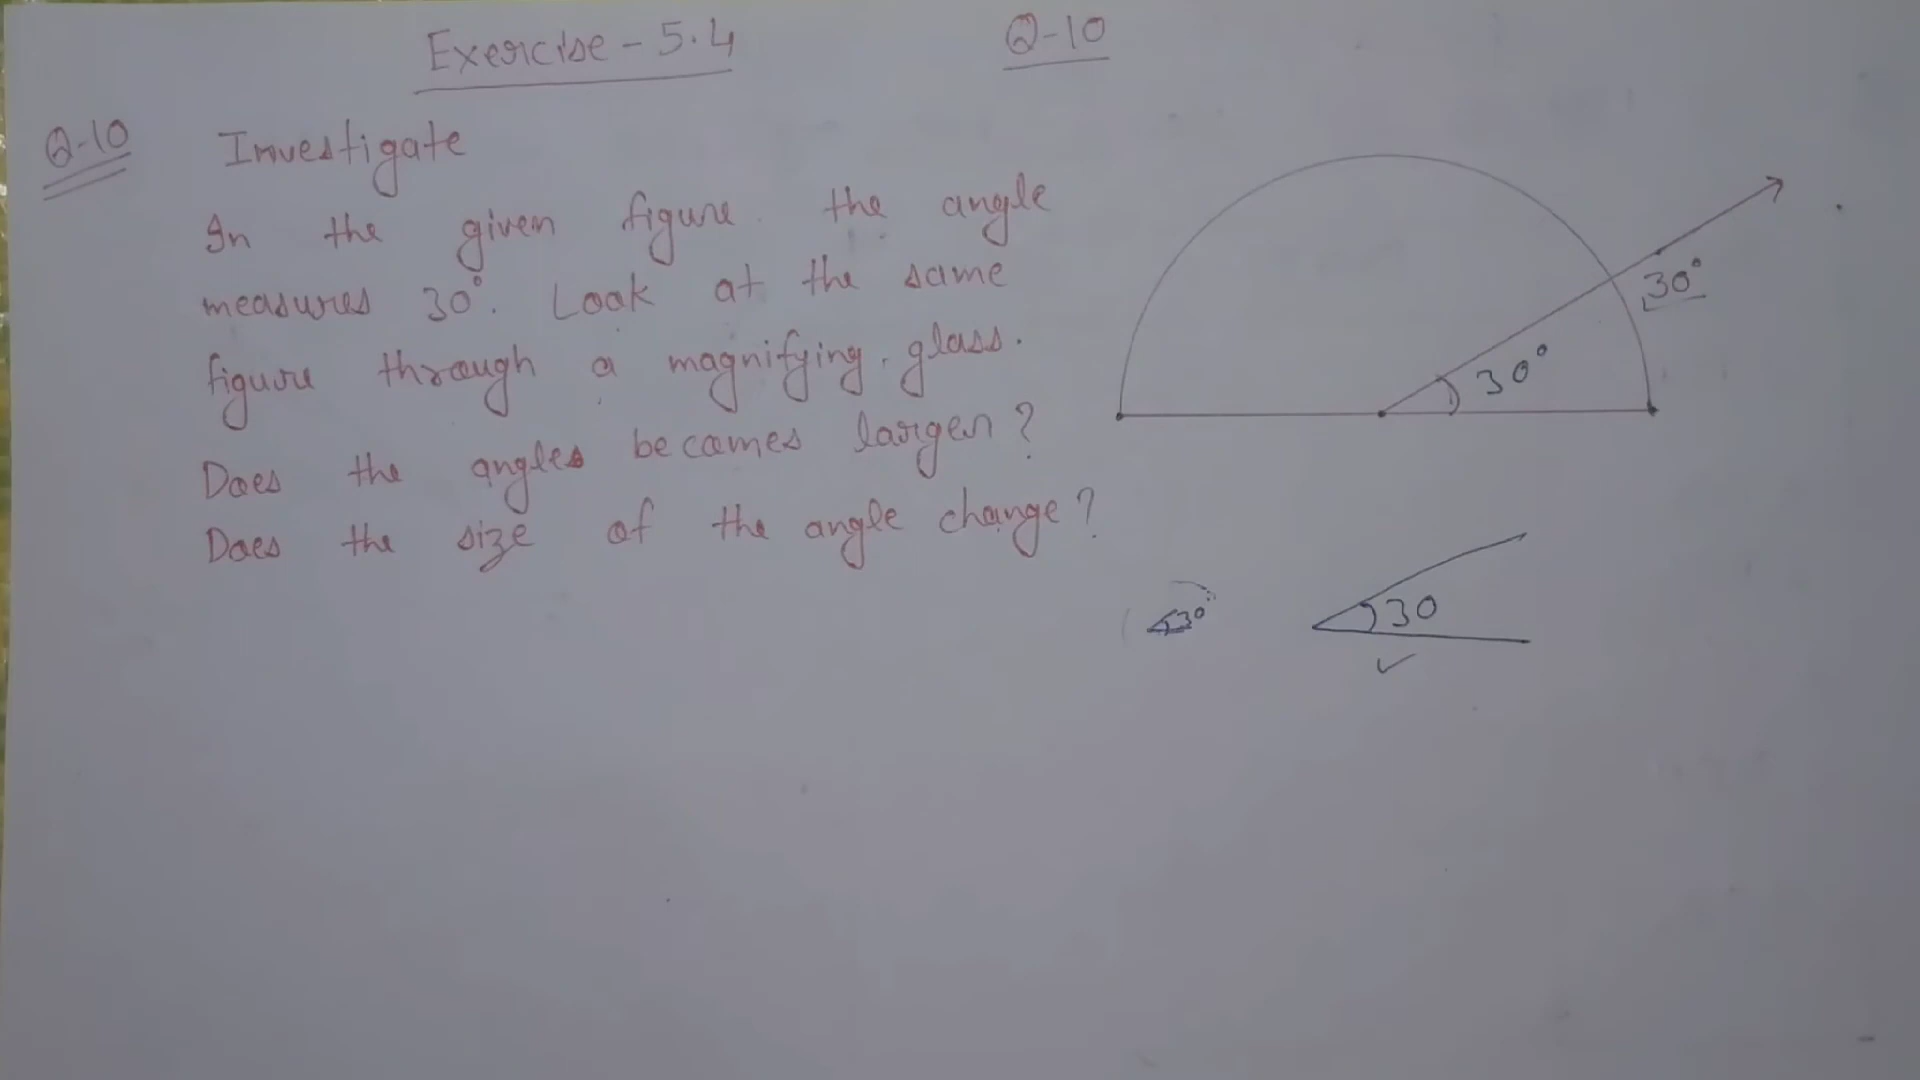 Exercise - 5.4
Q-10
Q-10 Investigate
In the given figure. the angle
measures 30°. Look at the same
figure through a magnifying glass.
Does the angles becomes larger?
Does the size of the angle change?
30°
30°
30°
30